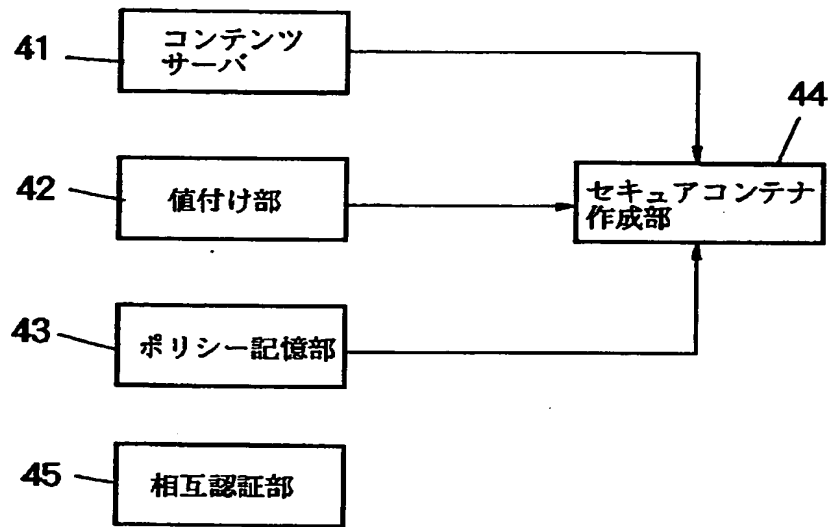 41
コンテンツ
サーバ
44
42
値付け部
セキュアコンテナ
作成部
43
ポリシー記憶部
45
相互認証部